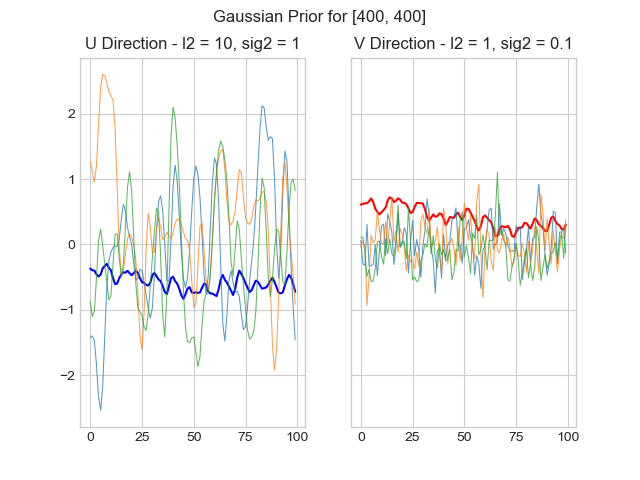 Gaussian Prior for [400, 400]
U Direction - l2 = 10, sig2 = 1
V Direction - l2 = 1, sig2 = 0.1
2
1
0
−1
−2
0 25 50 75 100
0 25 50 75 100